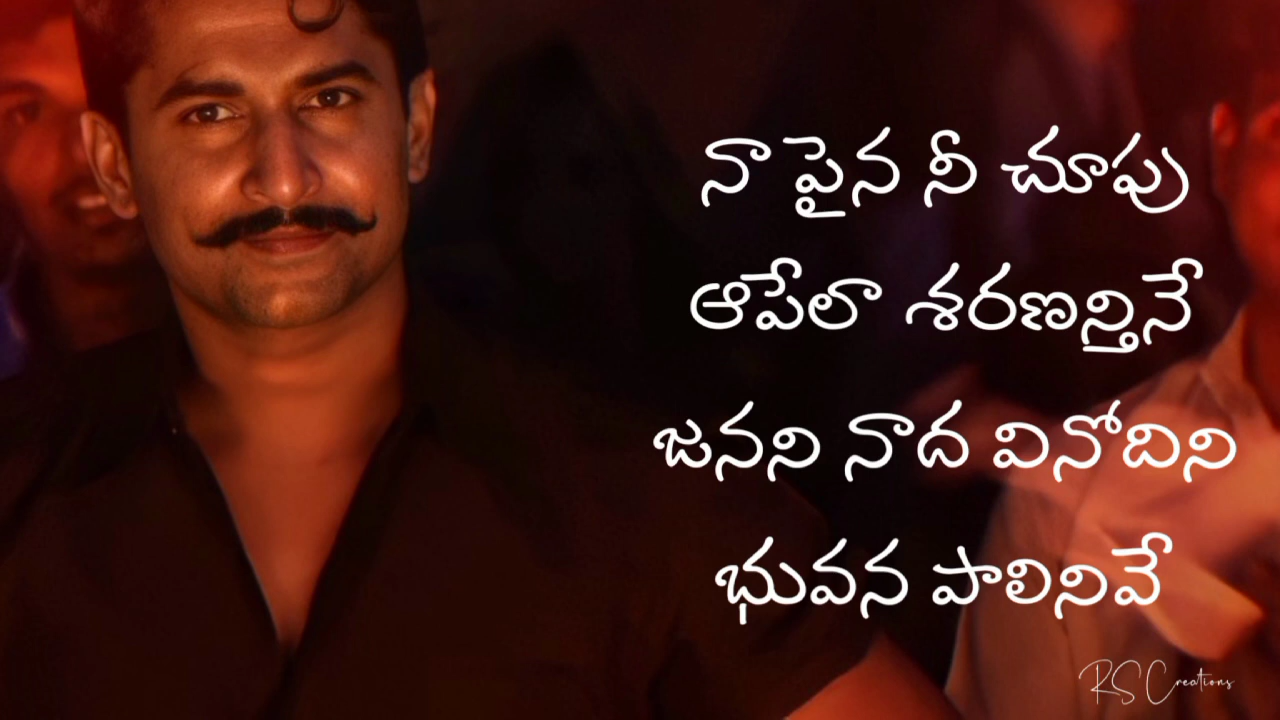 నా పైన నీ చూపు
ఆపేలా శరణన్తినే
జనని నాద వినోదిని
భువన పాలినివే
RS Creations